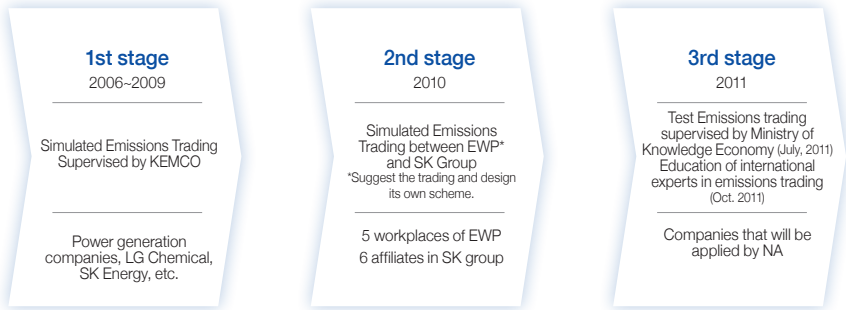 1st stage
2006~2009
Simulated Emissions Trading
Supervised by KEMCO
Power generation
companies, LG Chemical,
SK Energy, etc.
2nd stage
2010
Simulated Emissions
Trading between EWP*
and SK Group
*Suggest the trading and design
its own scheme.
5 workplaces of EWP
6 affiliates in SK group
3rd stage
2011
Test Emissions trading
supervised by Ministry of
Knowledge Economy (July, 2011)
Education of international
experts in emissions trading
(Oct. 2011)
Companies that will be
applied by NA